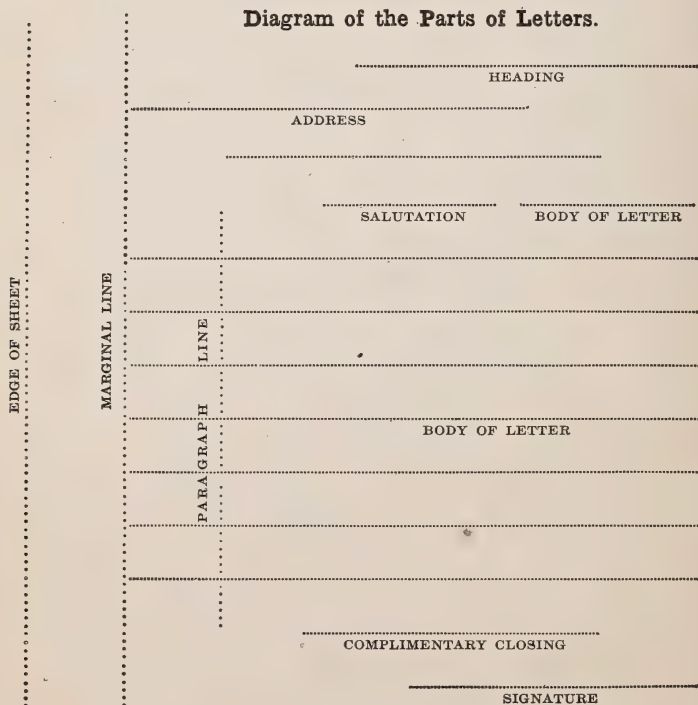 Diagram of the Parts of Letters.
HEADING
ADDRESS
SALUTATION
BODY OF LETTER
EDGE OF SHEET
MARGINAL LINE
PARAGRAPH LINE
BODY OF LETTER
COMPLIMENTARY CLOSING
SIGNATURE